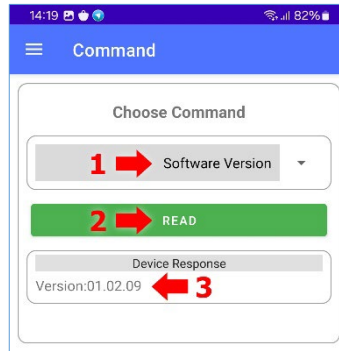 14:19 82%
Command
Choose Command
1 Software Version
2 READ
Device Response
Version:01.02.09 3